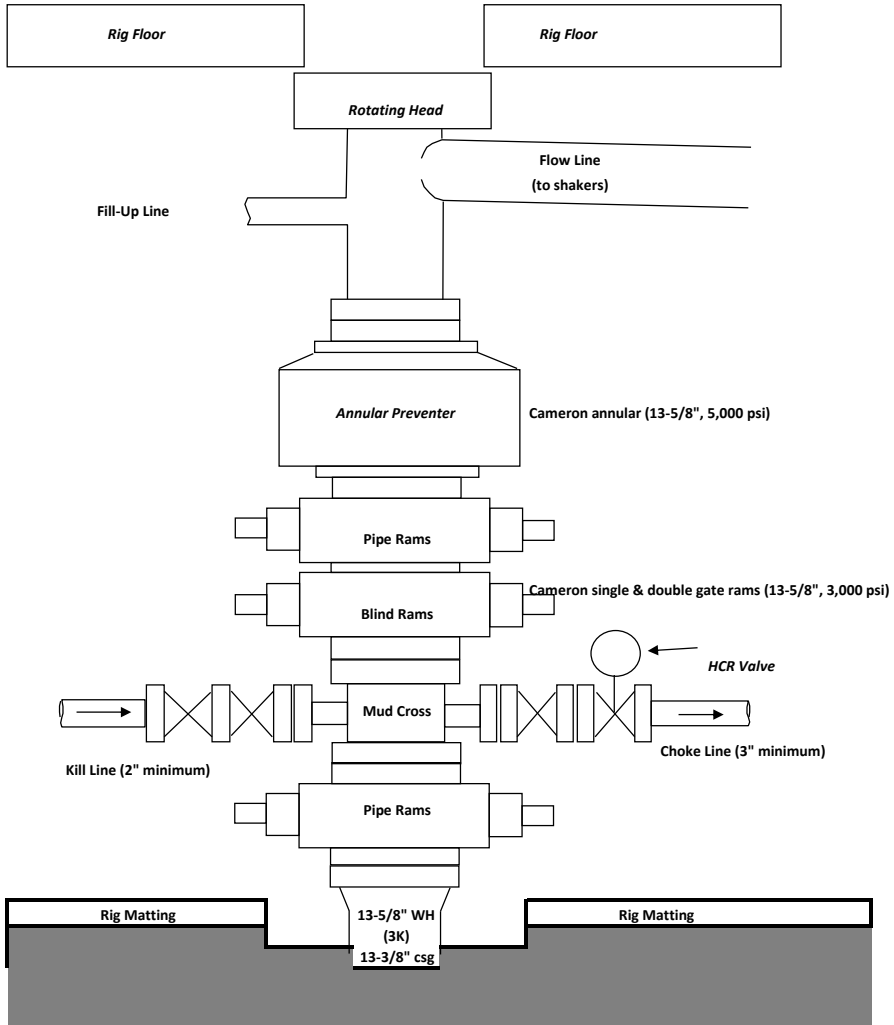 Rig Floor
Rig Floor
Rotating Head
Flow Line
(to shakers)
Fill-Up Line
Annular Preventer
Cameron annular (13-5/8", 5,000 psi)
Pipe Rams
Cameron single & double gate rams (13-5/8", 3,000 psi)
Blind Rams
HCR Valve
Mud Cross
Choke Line (3" minimum)
Kill Line (2" minimum)
Pipe Rams
Rig Matting
13-5/8" WH
(3K)
13-3/8" csg
Rig Matting